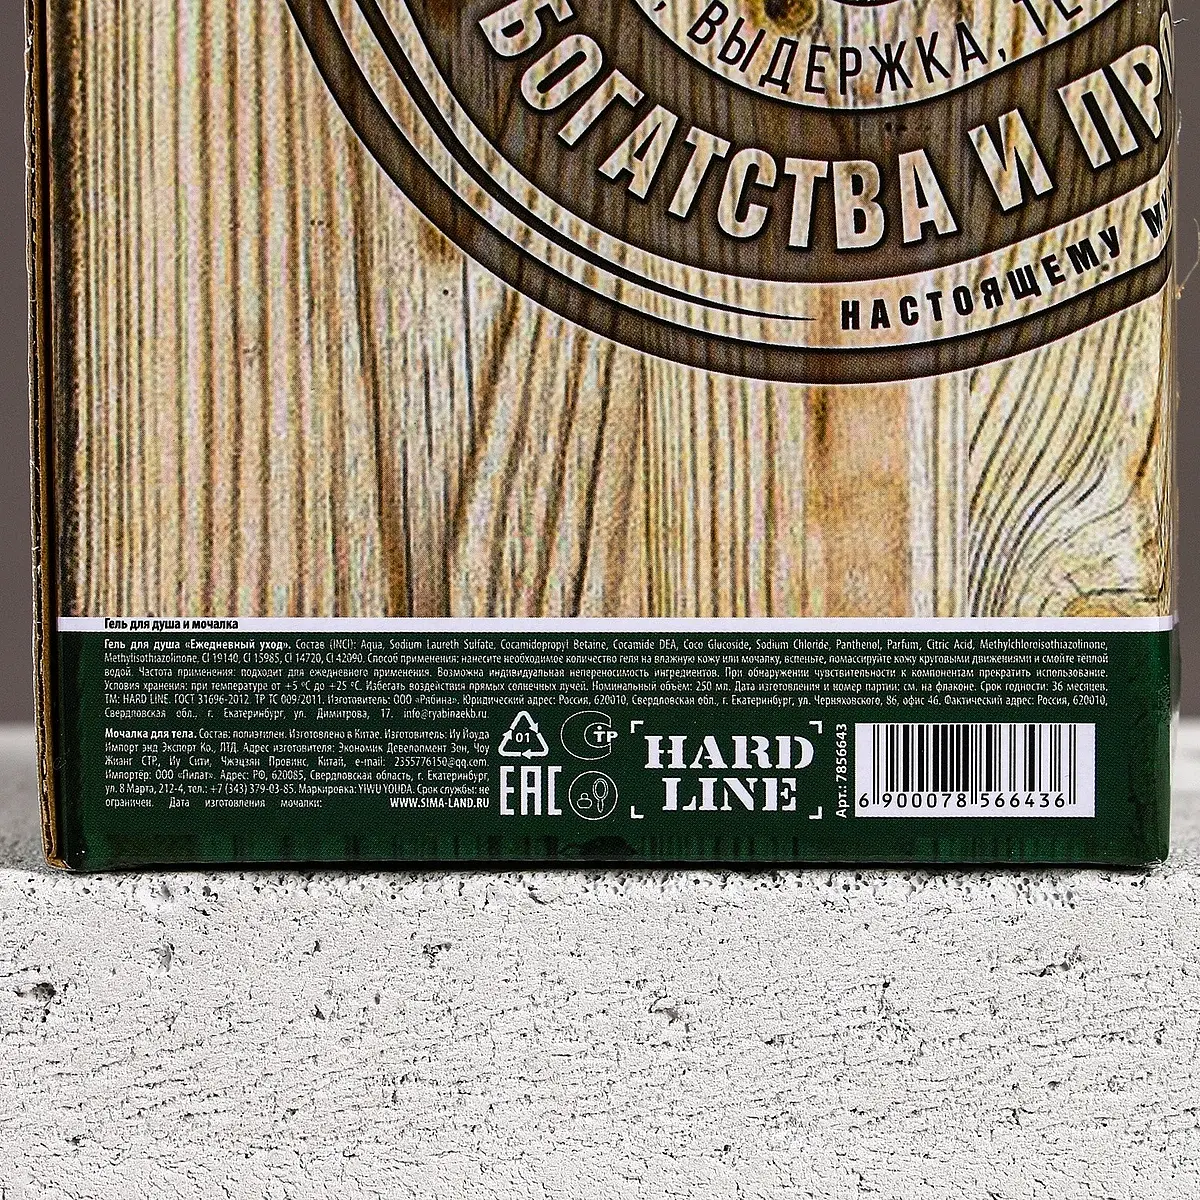 , ВЫДЕРЖКА, ТЕ
БОГАТСТВА И ПРО
НАСТОЯЩЕМУ М
Гель для душа и мочалка
Гель для душа «Ежедневный уход». Состав (INCI): Aqua, Sodium Laureth Sulfate, Cocamidopropyl Betaine, Cocamide DEA, Coco Glucoside, Sodium Chloride, Panthenol, Parfum, Citric Acid, Methylchloroisothiazolinone,
Methylisothiazolinone, CI 19140, CI 15985, CI 14720, CI 42090. Способ применения: нанесите необходимое количество геля на влажную кожу или мочалку, вспеньте, помассируйте кожу круговыми движениями и смойте тёплой
водой. Частота применения: подходит для ежедневного применения. Возможна индивидуальная непереносимость ингредиентов. При обнаружении чувствительности к компонентам прекратить использование.
Условия хранения: при температуре от +5 °C до +25 °C. Избегать воздействия прямых солнечных лучей. Номинальный объём: 250 мл. Дата изготовления и номер партии: см. на флаконе. Срок годности: 36 месяцев.
ТМ: HARD LINE. ГОСТ 31696-2012. ТР ТС 009/2011. Изготовитель: ООО «Рябина». Юридический адрес: Россия, 620010, Свердловская обл., г. Екатеринбург, ул. Черняховского, 86, офис 46. Фактический адрес: Россия, 620010,
Свердловская обл., г. Екатеринбург, ул. Димитрова, 17. info@ryabinaekb.ru.
Мочалка для тела. Состав: полиэтилен. Изготовлено в Китае. Изготовитель: Иу Йоуда
Импорт энд Экспорт Ко., ЛТД. Адрес изготовителя: Экономик Девелопмент Зон, Чоу
Жианг СТР., Иу Сити, Чжэцзян Провинс, Китай, e-mail: 2355776150@qq.com.
Импортёр: ООО «Пилат». Адрес: РФ, 620085, Свердловская область, г. Екатеринбург,
ул. 8 Марта, 212-4, тел.: +7 (343) 379-03-85. Маркировка: YIWU YOUDA. Срок службы: не
ограничен. Дата изготовления мочалки:
WWW.SIMA-LAND.RU
01
СТР
EAC
HARD
LINE
Арт.: 7856643
6 900078 566436